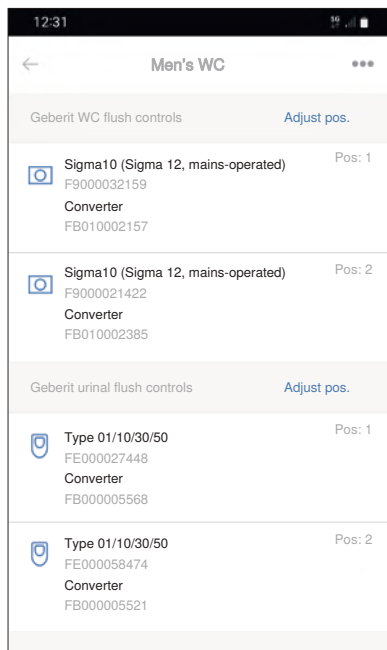 12:31
5G
Men's WC
Geberit WC flush controls Adjust pos.
Sigma10 (Sigma 12, mains-operated) Pos: 1
F9000032159
Converter
FB010002157
Sigma10 (Sigma 12, mains-operated) Pos: 2
F9000021422
Converter
FB010002385
Geberit urinal flush controls Adjust pos.
Type 01/10/30/50 Pos: 1
FE000027448
Converter
FB000005568
Type 01/10/30/50 Pos: 2
FE000058474
Converter
FB000005521